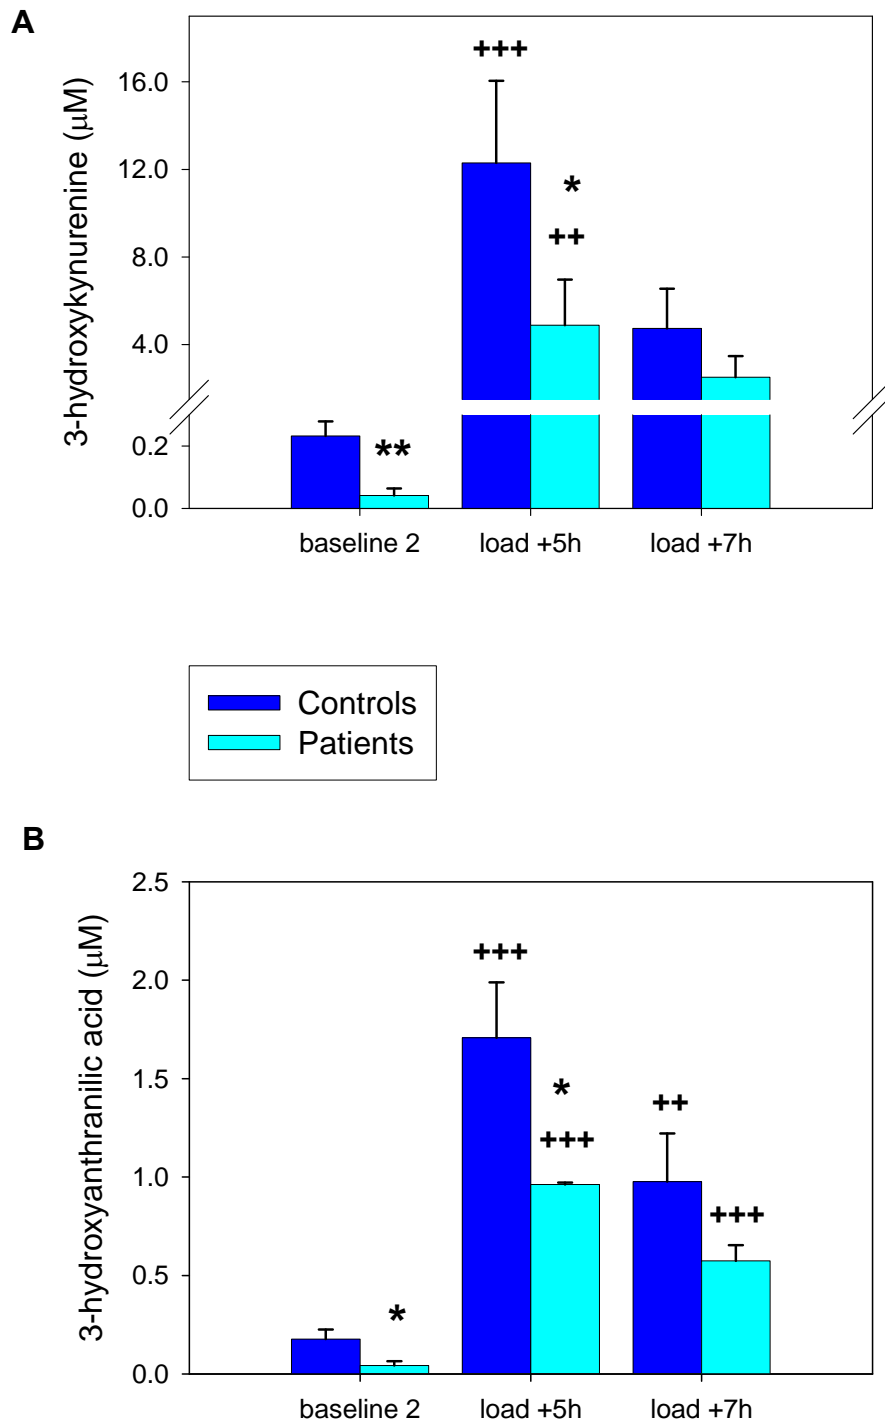 A
3-hydroxykynurenine (μM)
16.0
12.0
8.0
4.0
0.2
0.0
+++
*
++
**
baseline 2
load +5h
load +7h
Controls
Patients
B
3-hydroxyanthranilic acid (μM)
2.5
2.0
1.5
1.0
0.5
0.0
+++
*
+++
++
+++
*
baseline 2
load +5h
load +7h